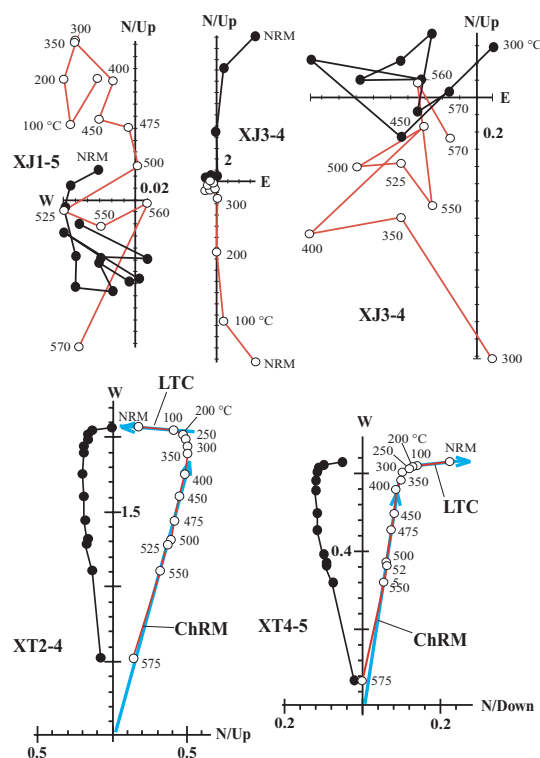 N/Up
300
350
200
400
100 °C
450
475
XJ1-5
NRM
500
W
0.02
525
550
560
570
N/Up
NRM
XJ3-4
2
E
300
200
100 °C
NRM
N/Up
300 °C
560
E
570
450
0.2
570
500
525
550
400
350
XJ3-4
300
W
LTC
NRM
100
200 °C
250
300
400
450
1.5
475
500
525
550
XT2-4
ChRM
575
N/Up
0.5
0
0.5
W
NRM
200 °C
100
250
300
350
LTC
400
450
475
0.4
500
52
5
550
XT4-5
ChRM
575
N/Down
0.2
0.2